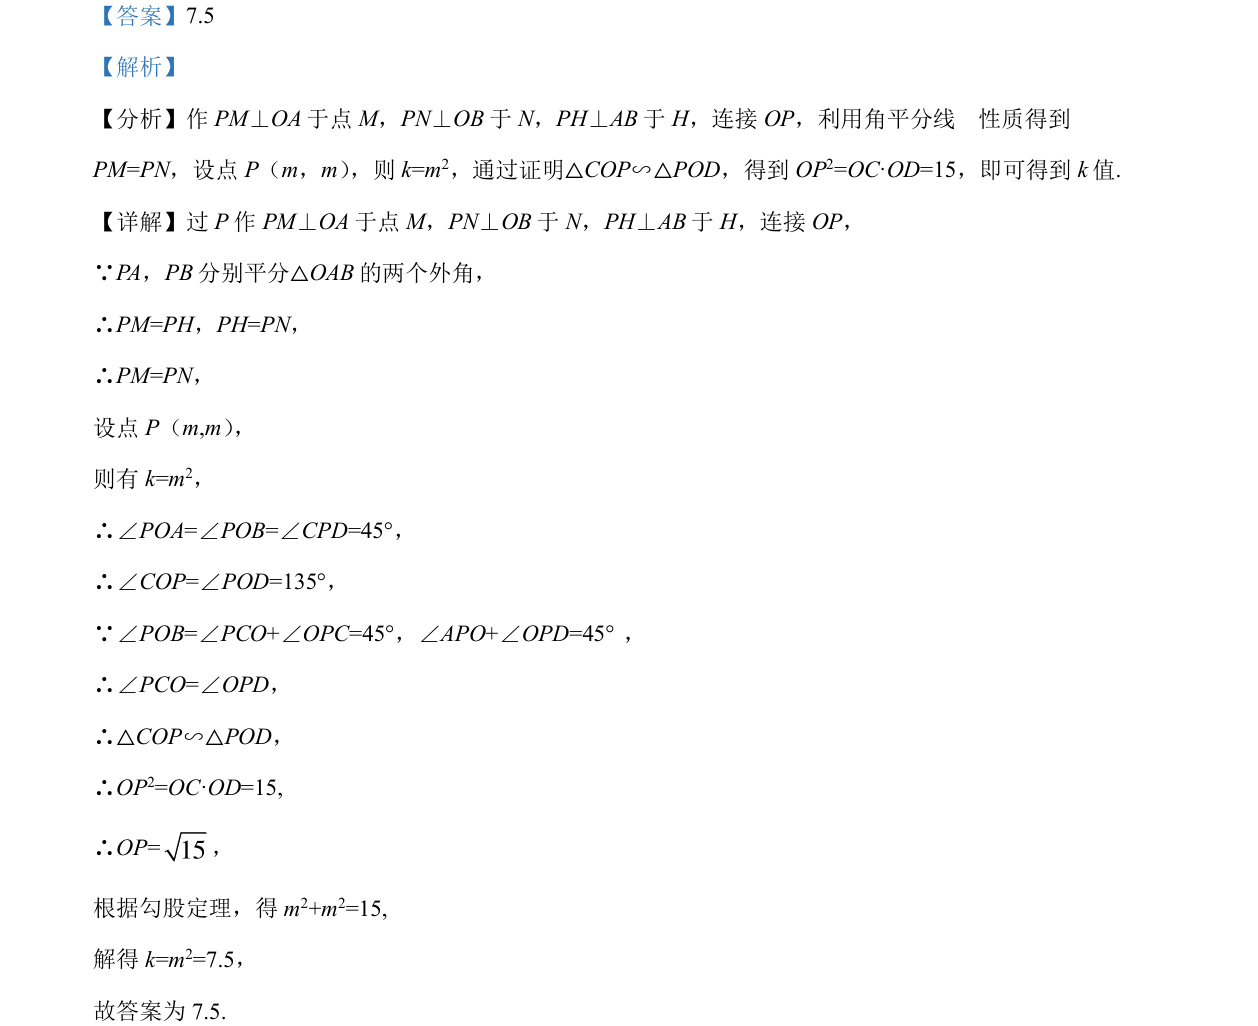 【答案】7.5
【解析】
【分析】作 PM⊥OA 于点 M，PN⊥OB 于 N，PH⊥AB 于 H，连接 OP，利用角平分线　性质得到
PM=PN，设点 P（m，m），则 k=m²，通过证明△COP∽△POD，得到 OP²=OC·OD=15，即可得到 k 值.
【详解】过 P 作 PM⊥OA 于点 M，PN⊥OB 于 N，PH⊥AB 于 H，连接 OP，
∵PA，PB 分别平分△OAB 的两个外角，
∴PM=PH，PH=PN，
∴PM=PN，
设点 P（m,m），
则有 k=m²，
∴∠POA=∠POB=∠CPD=45°，
∴∠COP=∠POD=135°，
∵∠POB=∠PCO+∠OPC=45°，∠APO+∠OPD=45°，
∴∠PCO=∠OPD，
∴△COP∽△POD，
∴OP²=OC·OD=15,
∴OP=√15，
根据勾股定理，得 m²+m²=15,
解得 k=m²=7.5，
故答案为 7.5.